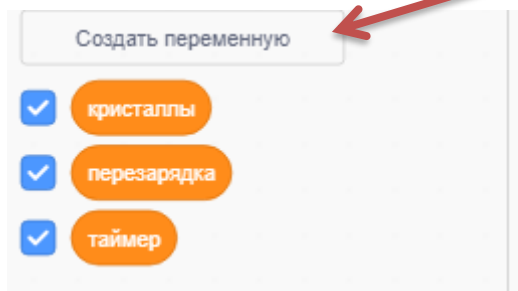 Создать переменную
кристаллы
перезарядка
таймер